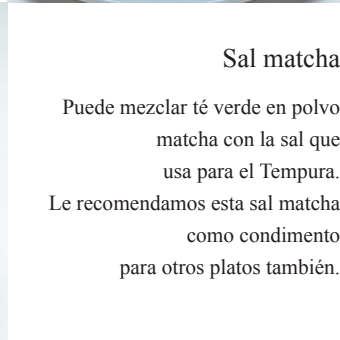 Sal matcha
Puede mezclar té verde en polvo
matcha con la sal que
usa para el Tempura.
Le recomendamos esta sal matcha
como condimento
para otros platos también.